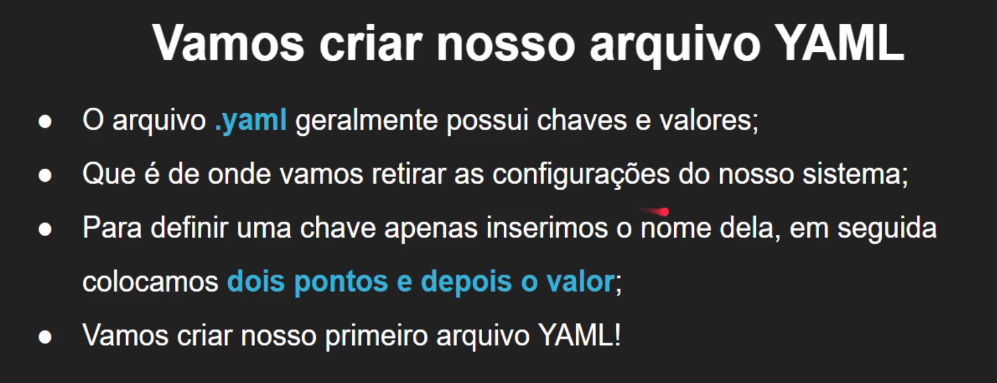 Vamos criar nosso arquivo YAML
● O arquivo .yaml geralmente possui chaves e valores;
● Que é de onde vamos retirar as configurações do nosso sistema;
● Para definir uma chave apenas inserimos o nome dela, em seguida
colocamos dois pontos e depois o valor;
● Vamos criar nosso primeiro arquivo YAML!